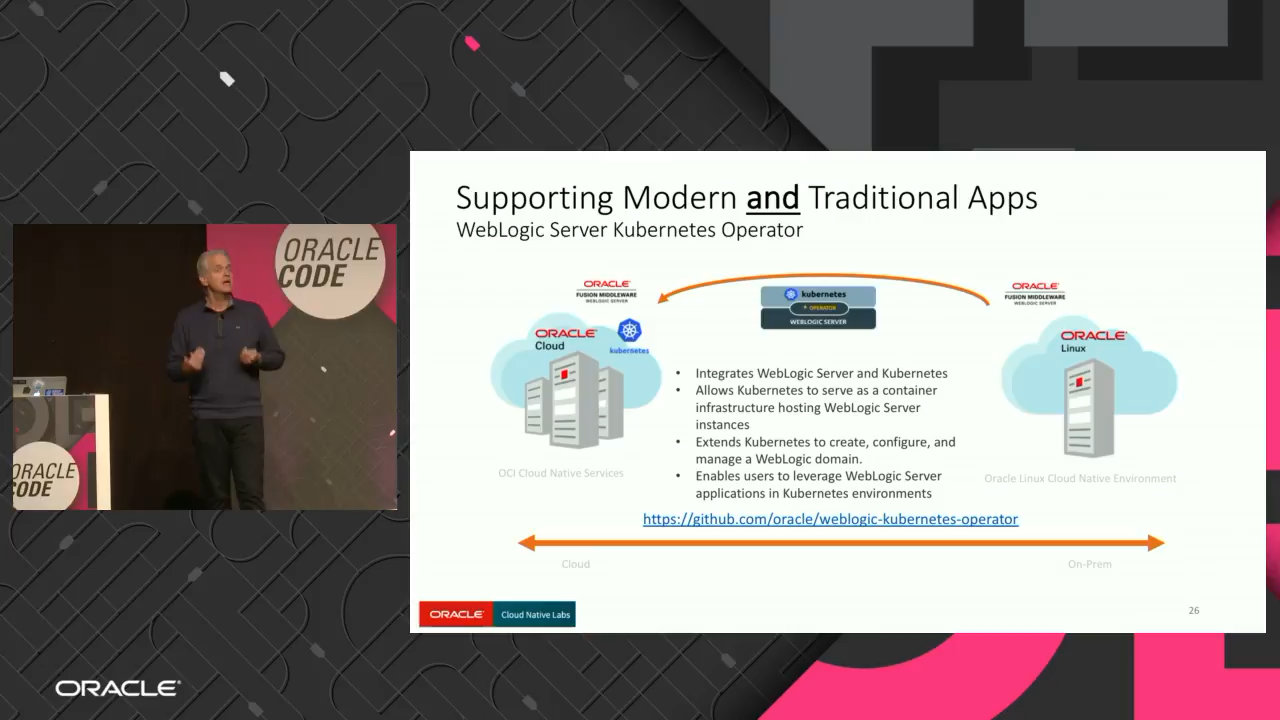 Supporting Modern and Traditional Apps
WebLogic Server Kubernetes Operator
ORACLE
FUSION MIDDLEWARE
WEBLOGIC SERVER
kubernetes
OPERATOR
WEBLOGIC SERVER
ORACLE
FUSION MIDDLEWARE
WEBLOGIC SERVER
ORACLE
Cloud
kubernetes
ORACLE
Linux
• Integrates WebLogic Server and Kubernetes
• Allows Kubernetes to serve as a container
infrastructure hosting WebLogic Server
instances
• Extends Kubernetes to create, configure, and
manage a WebLogic domain.
• Enables users to leverage WebLogic Server
applications in Kubernetes environments
OCI Cloud Native Services
Oracle Linux Cloud Native Environment
https://github.com/oracle/weblogic-kubernetes-operator
Cloud
On-Prem
ORACLE
Cloud Native Labs
26
ORACLE
CODE
ORACLE
CODE
ORACLE